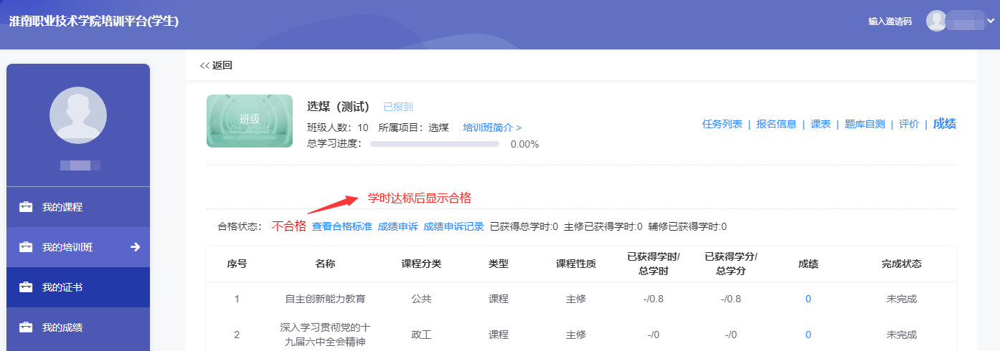 淮南职业技术学院培训平台(学生)
输入邀请码
<< 返回
班级
CLASS
选煤（测试） 已报到
班级人数：10 所属项目：选煤 培训班简介 >
总学习进度： 0.00%
任务列表 | 报名信息 | 课表 | 题库自测 | 评价 | 成绩
我的课程
我的培训班
我的证书
我的成绩
学时达标后显示合格
合格状态： 不合格 查看合格标准 成绩申诉 成绩申诉记录 已获得总学时:0 主修已获得学时:0 辅修已获得学时:0
序号 名称 课程分类 类型 课程性质 已获得学时/ 已获得学分/ 成绩 完成状态
总学时 总学分
1 自主创新能力教育 公共 课程 主修 -/0.8 -/0.8 0 未完成
深入学习贯彻党的十
2 政工 课程 主修 -/0 -/0 0 未完成
九届六中全会精神